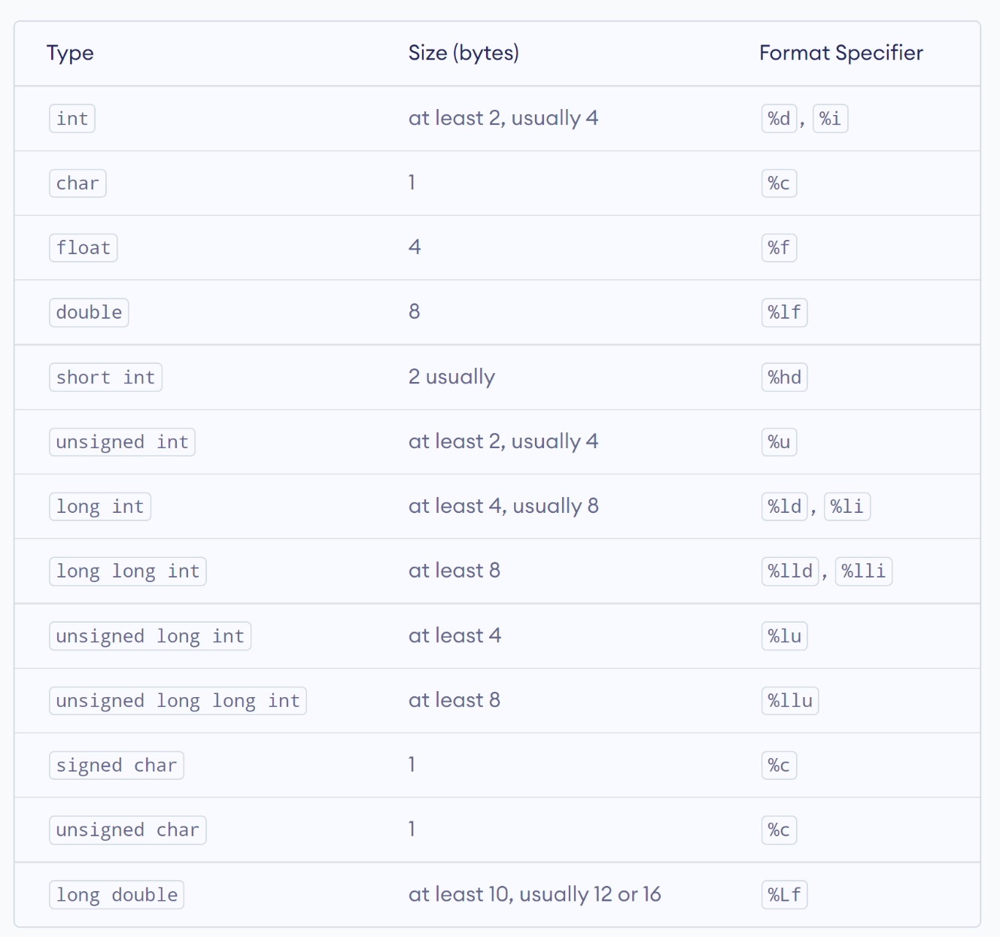 Type Size (bytes) Format Specifier
int at least 2, usually 4 %d, %i
char 1 %c
float 4 %f
double 8 %lf
short int 2 usually %hd
unsigned int at least 2, usually 4 %u
long int at least 4, usually 8 %ld, %li
long long int at least 8 %lld, %lli
unsigned long int at least 4 %lu
unsigned long long int at least 8 %llu
signed char 1 %c
unsigned char 1 %c
long double at least 10, usually 12 or 16 %Lf